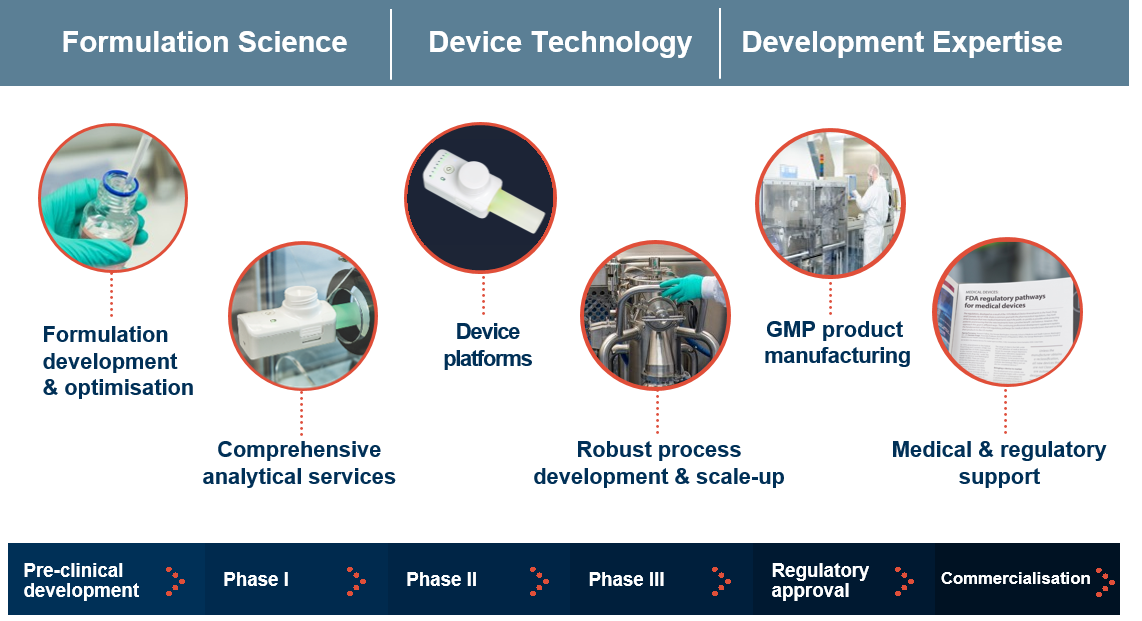 Formulation Science
Device Technology
Development Expertise
Formulation
development
& optimisation
Comprehensive
analytical services
Device
platforms
Robust process
development & scale-up
GMP product
manufacturing
MEDICAL DEVICES
FDA regulatory pathways
for medical devices
Medical & regulatory
support
Pre-clinical
development
Phase I
Phase II
Phase III
Regulatory
approval
Commercialisation